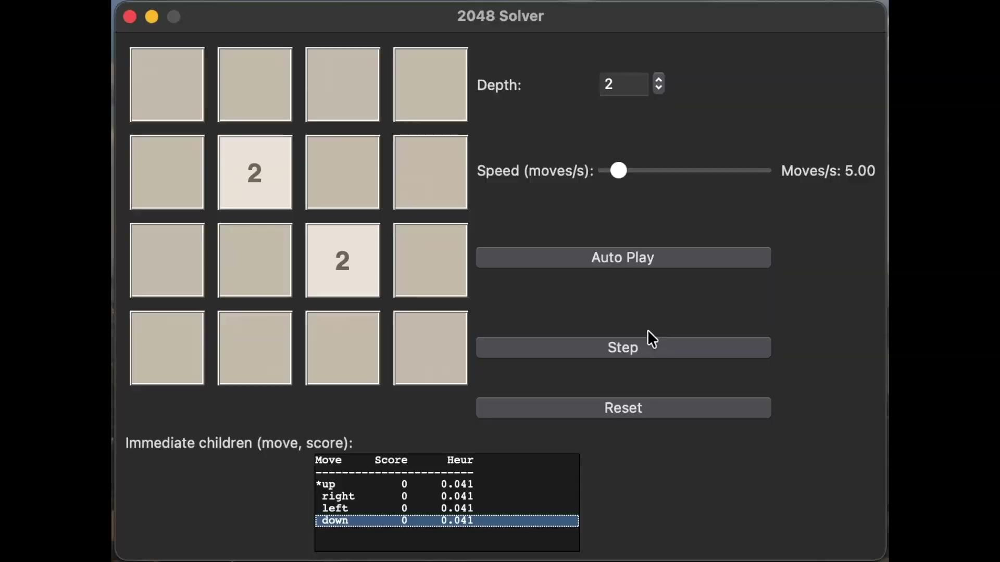 2048 Solver
Depth: 2
2
Speed (moves/s): Moves/s: 5.00
2
Auto Play
Step
Reset
Immediate children (move, score):
Move Score Heur
------------------------
*up 0 0.041
right 0 0.041
left 0 0.041
down 0 0.041